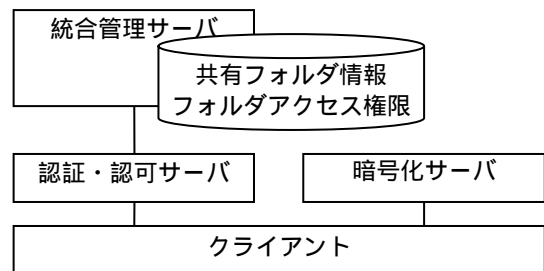 統合管理サーバ
共有フォルダ情報
フォルダアクセス権限
認証・認可サーバ
暗号化サーバ
クライアント